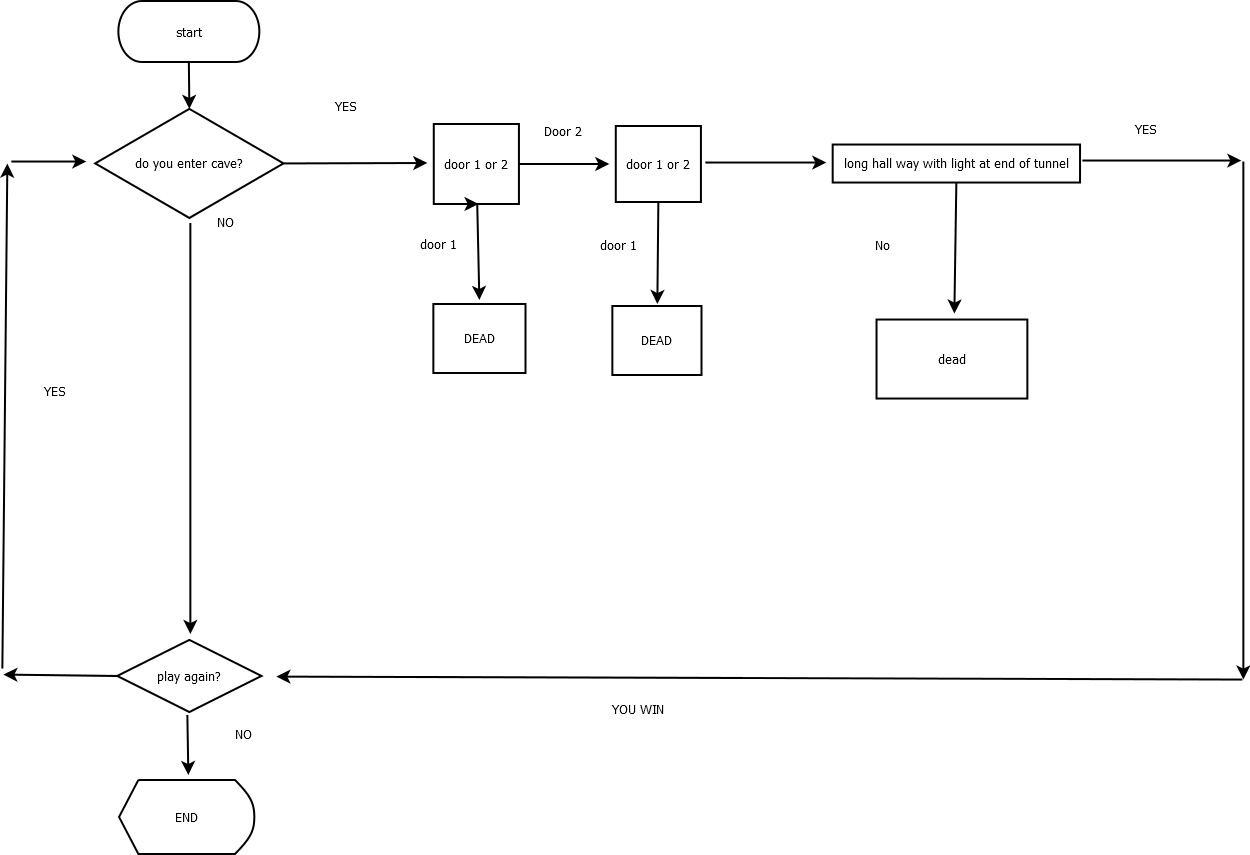 start
YES
Door 2
YES
do you enter cave?
door 1 or 2
door 1 or 2
long hall way with light at end of tunnel
NO
door 1
door 1
No
DEAD
DEAD
dead
YES
play again?
YOU WIN
NO
END